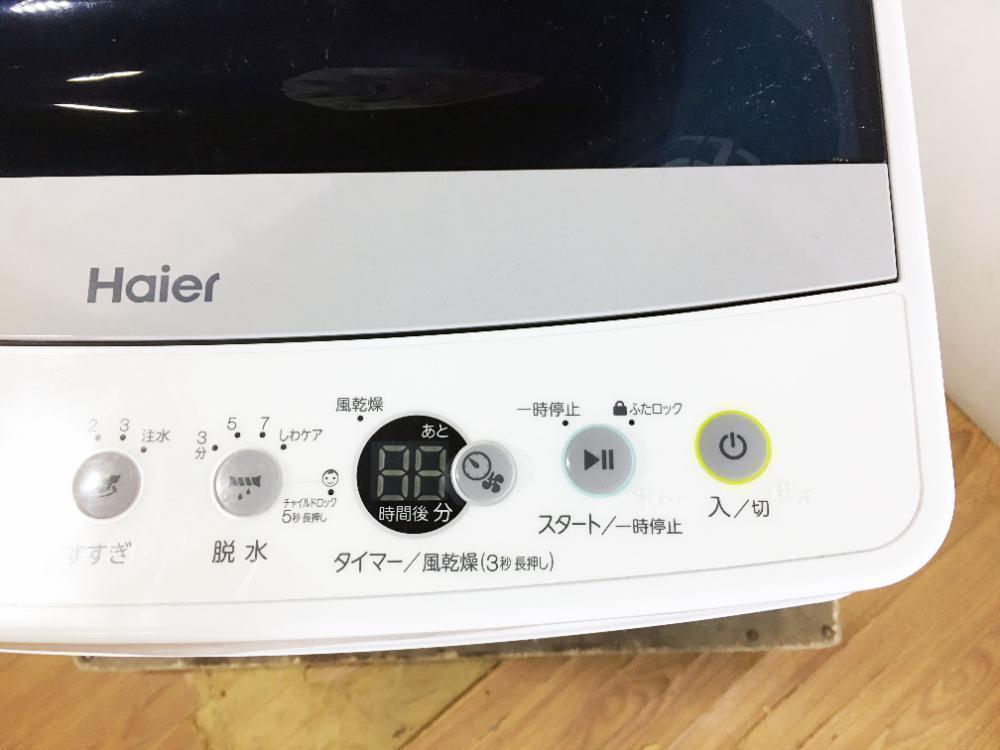 Haier
2 3 注水
すすぎ
3分 5 7 しわケア
脱水
チャイルドロック
5秒長押し
風乾燥
あと
88
時間後 分
タイマー/風乾燥(3秒長押し)
一時停止 ふたロック
スタート/一時停止
入/切